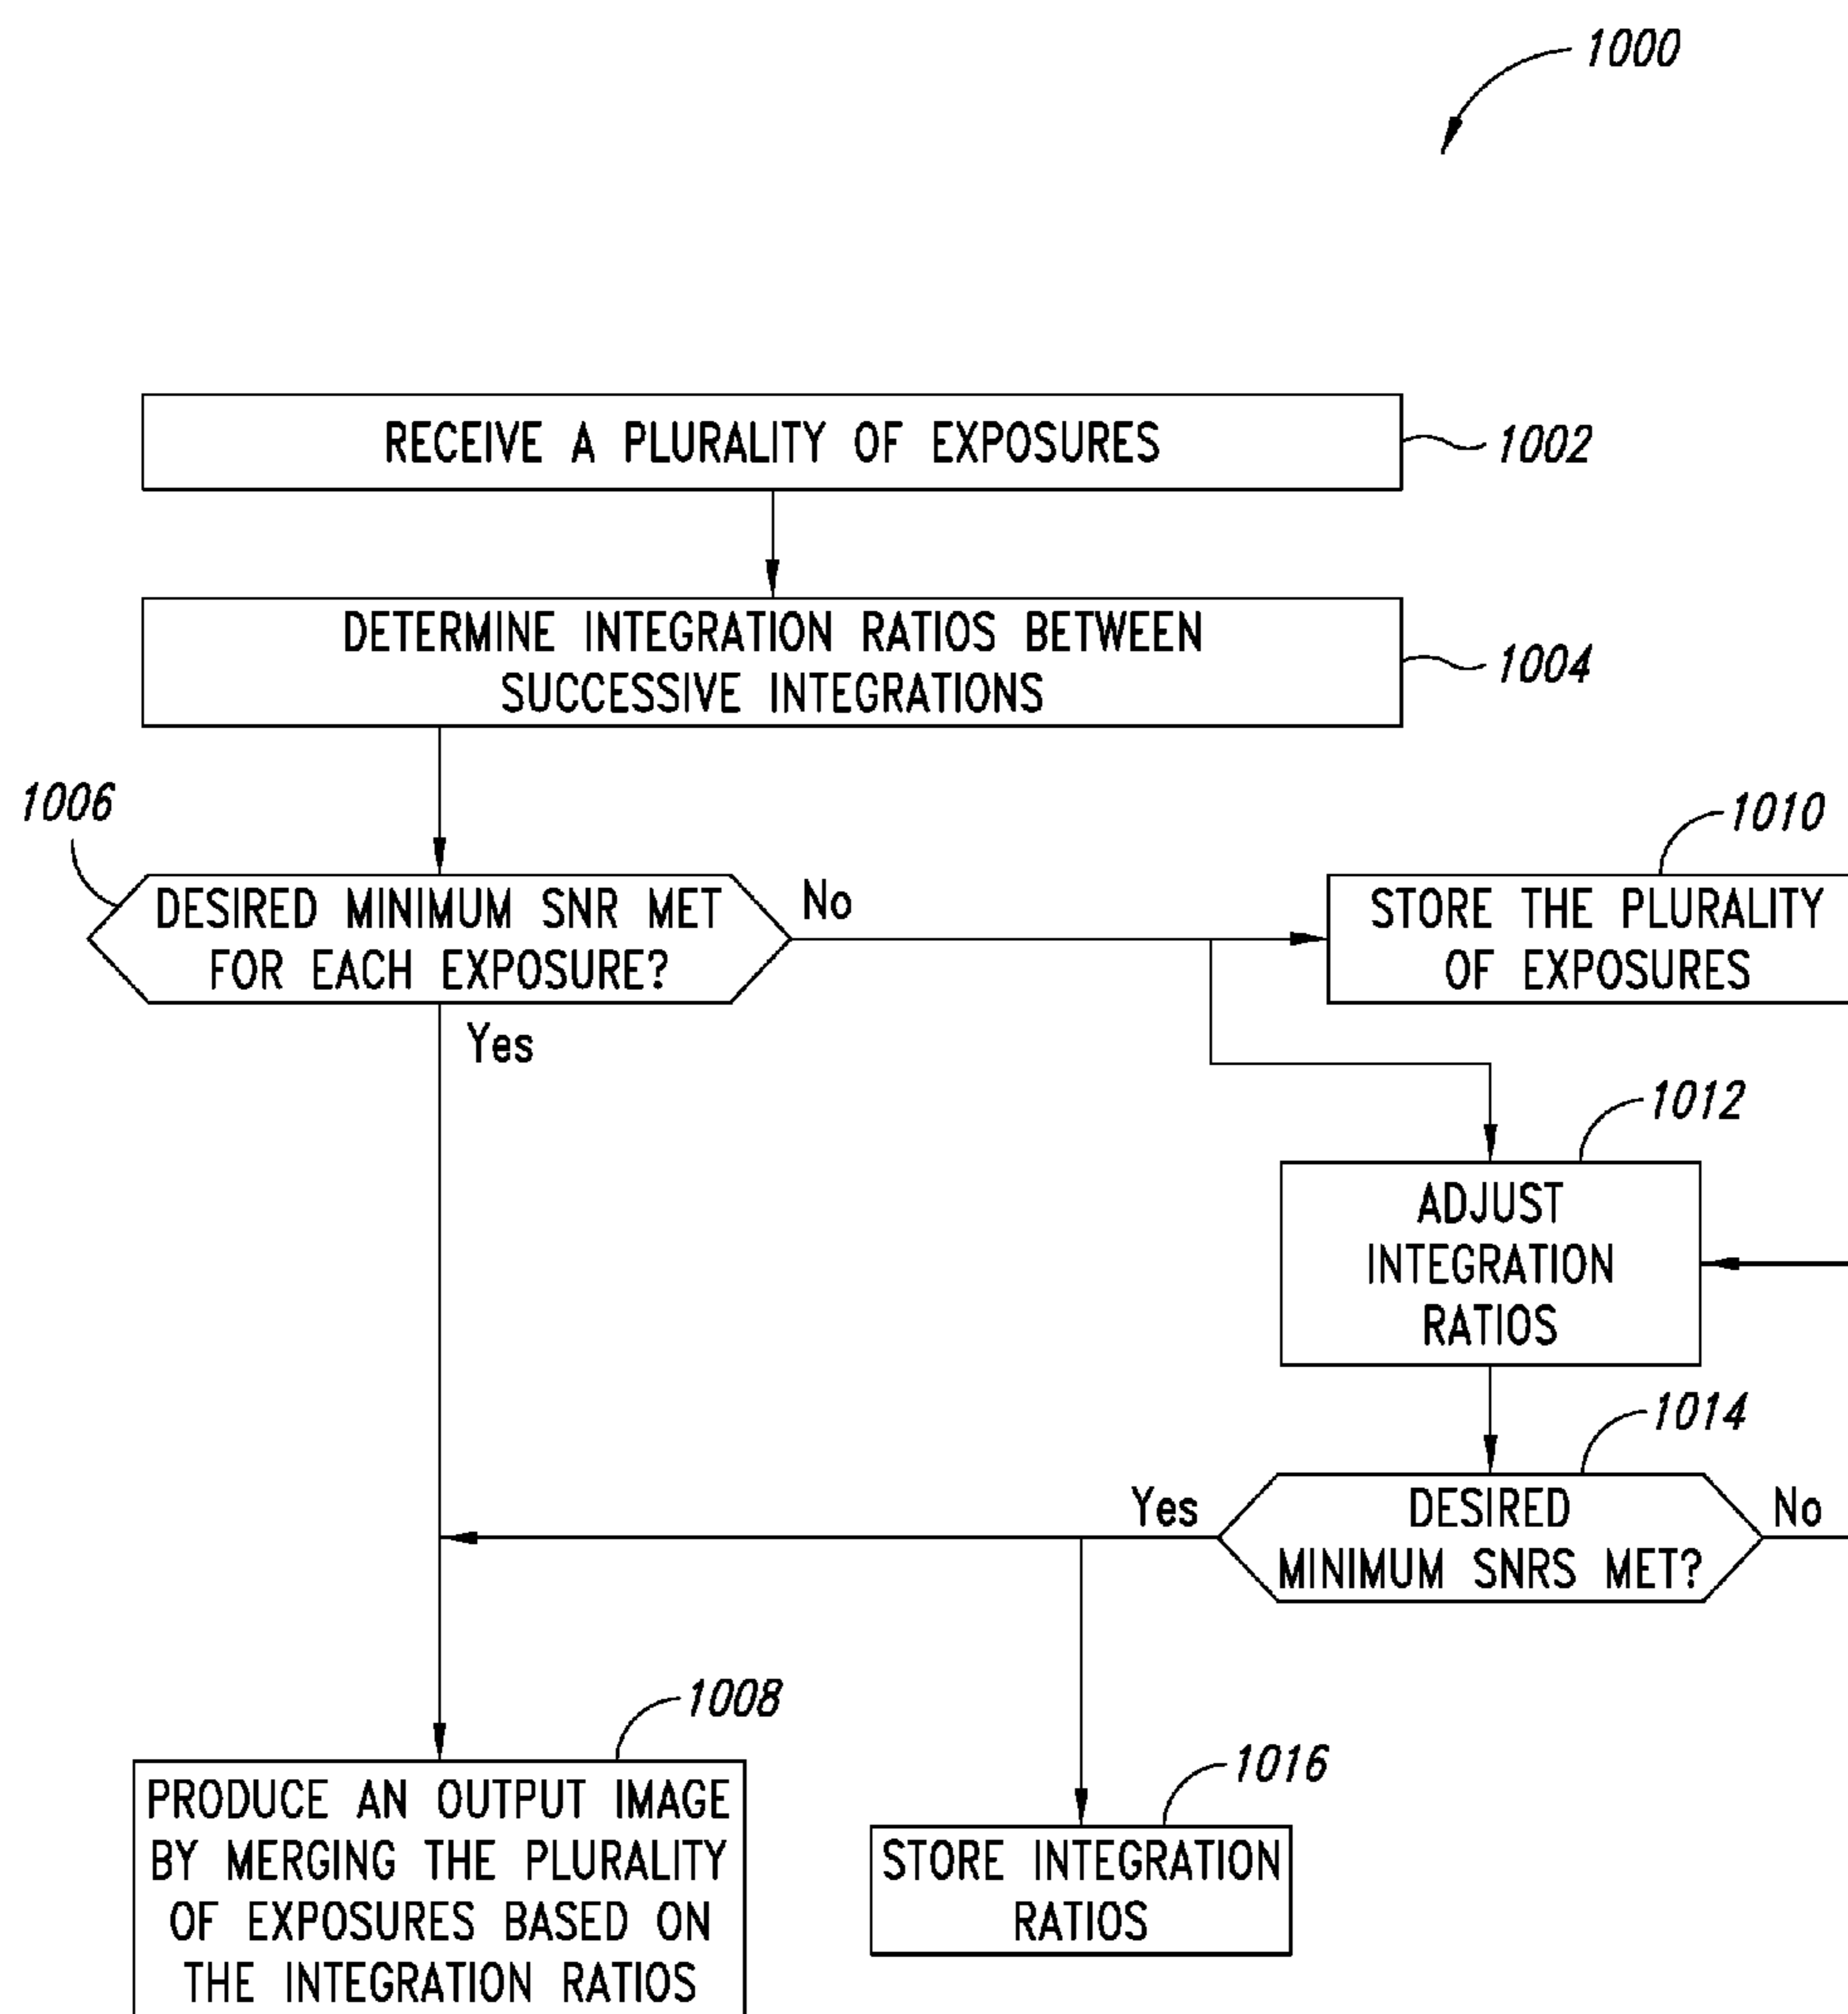 1000
RECEIVE A PLURALITY OF EXPOSURES
1002
DETERMINE INTEGRATION RATIOS BETWEEN
SUCCESSIVE INTEGRATIONS
1004
1006
DESIRED MINIMUM SNR MET
FOR EACH EXPOSURE?
No
Yes
1010
STORE THE PLURALITY
OF EXPOSURES
1012
ADJUST
INTEGRATION
RATIOS
1014
DESIRED
MINIMUM SNRS MET?
Yes
No
1008
PRODUCE AN OUTPUT IMAGE
BY MERGING THE PLURALITY
OF EXPOSURES BASED ON
THE INTEGRATION RATIOS
1016
STORE INTEGRATION
RATIOS